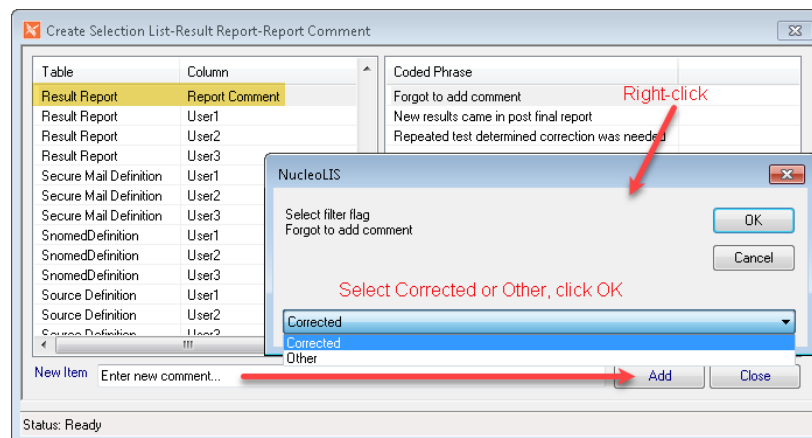 Create Selection List-Result Report-Report Comment
Table Column
Result Report Report Comment
Result Report User1
Result Report User2
Result Report User3
Secure Mail Definition User1
Secure Mail Definition User2
Secure Mail Definition User3
SnomedDefinition User1
SnomedDefinition User2
SnomedDefinition User3
Source Definition User1
Source Definition User2
Source Definition User3
Coded Phrase
Forgot to add comment
Right-click
New results came in post final report
Repeated test determined correction was needed
NucleoLIS
Select filter flag
Forgot to add comment
OK
Cancel
Select Corrected or Other, click OK
Corrected
Corrected
Other
New Item Enter new comment... Add Close
Status: Ready